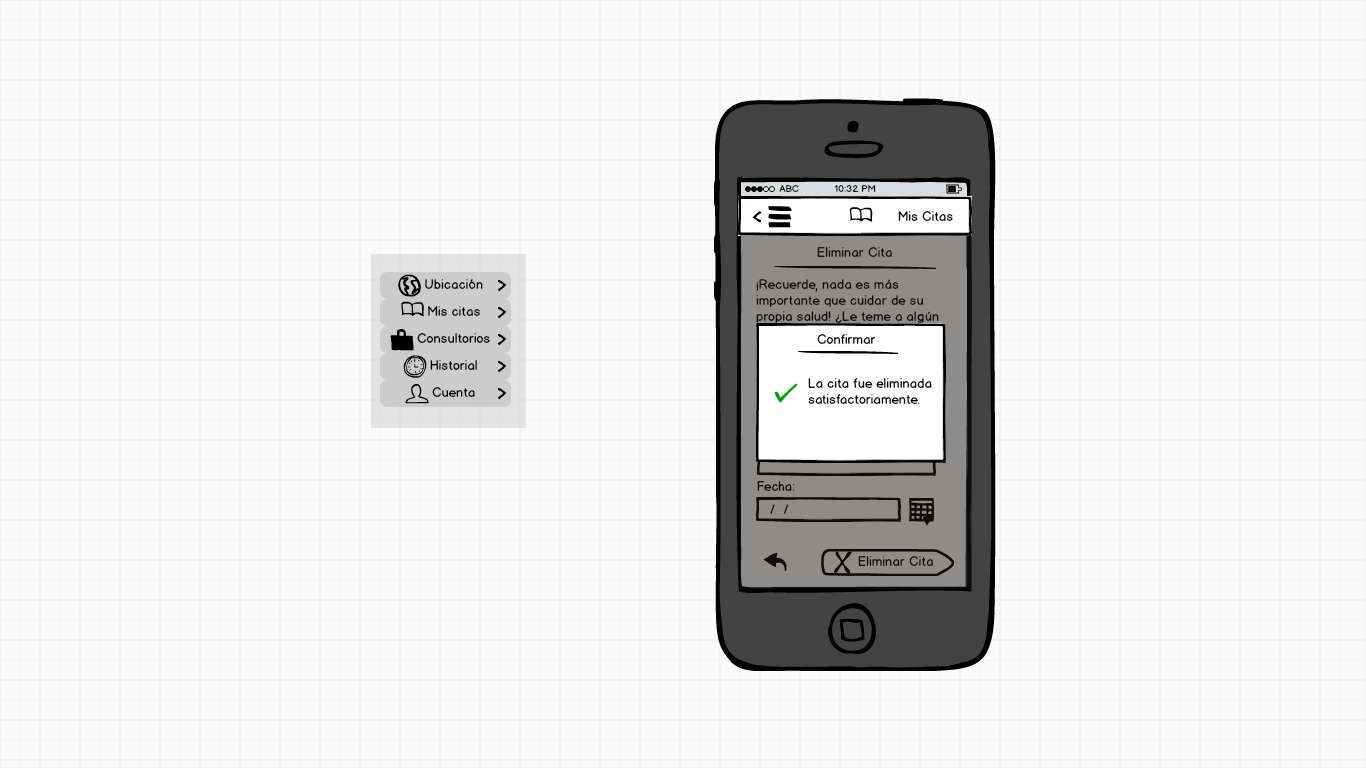 Ubicación
Mis citas
Consultorios
Historial
Cuenta
ABC 10:32 PM
Mis Citas
Eliminar Cita
¡Recuerde, nada es más
importante que cuidar de su
propia salud! ¿Le teme a algún
Confirmar
La cita fue eliminada
satisfactoriamente.
Fecha:
/ /
Eliminar Cita